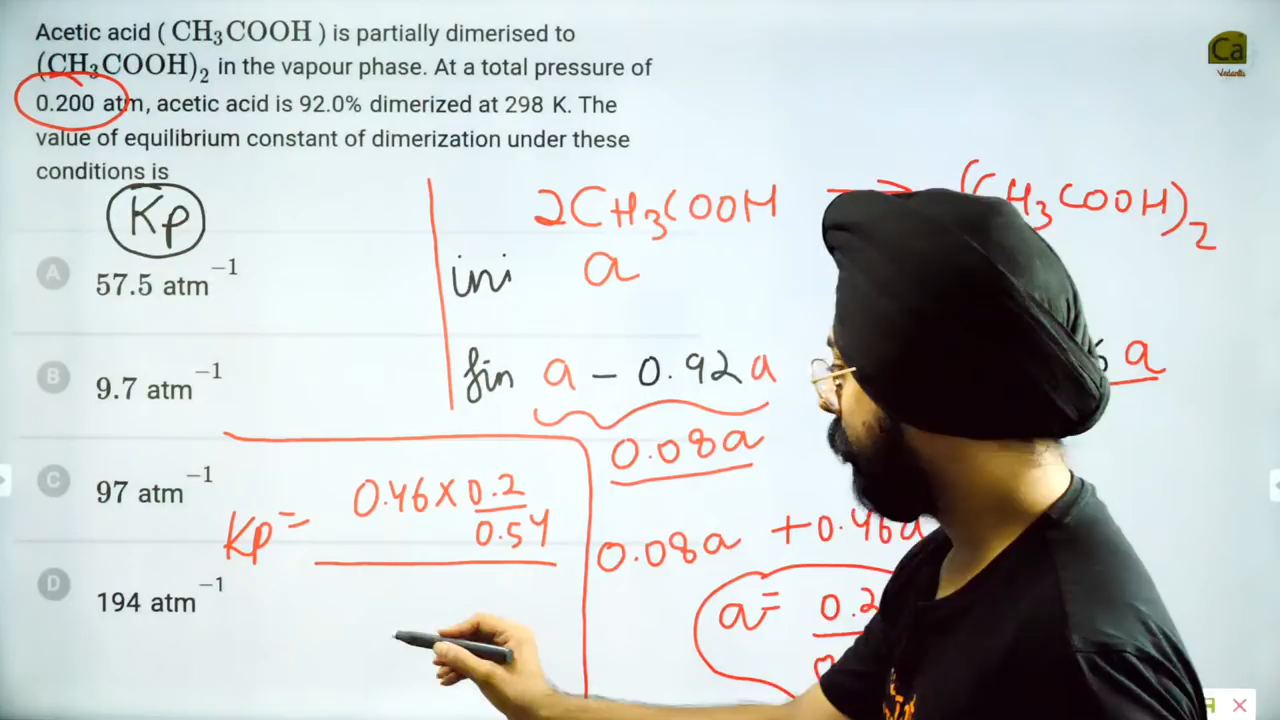 Acetic acid ( CH₃COOH ) is partially dimerised to
(CH₃COOH)₂ in the vapour phase. At a total pressure of
0.200 atm, acetic acid is 92.0% dimerized at 298 K. The
value of equilibrium constant of dimerization under these
conditions is
Kp
A 57.5 atm⁻¹
B 9.7 atm⁻¹
C 97 atm⁻¹
D 194 atm⁻¹
2CH₃COOH → (CH₃COOH)₂
ini a
fin a – 0.92a a
0.08a
0.08a + 0.46a
a = 0.2
Kp = 0.46 × 0.2
0.54
Ca
Vedantu